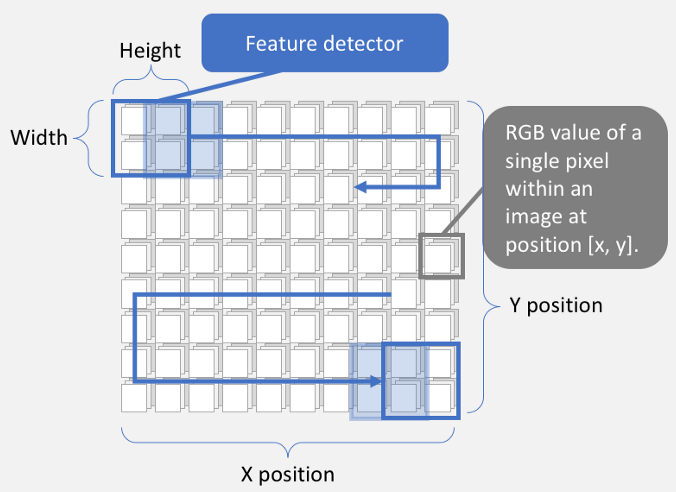 Feature detector
Height
Width
RGB value of a
single pixel
within an
image at
position [x, y].
Y position
X position